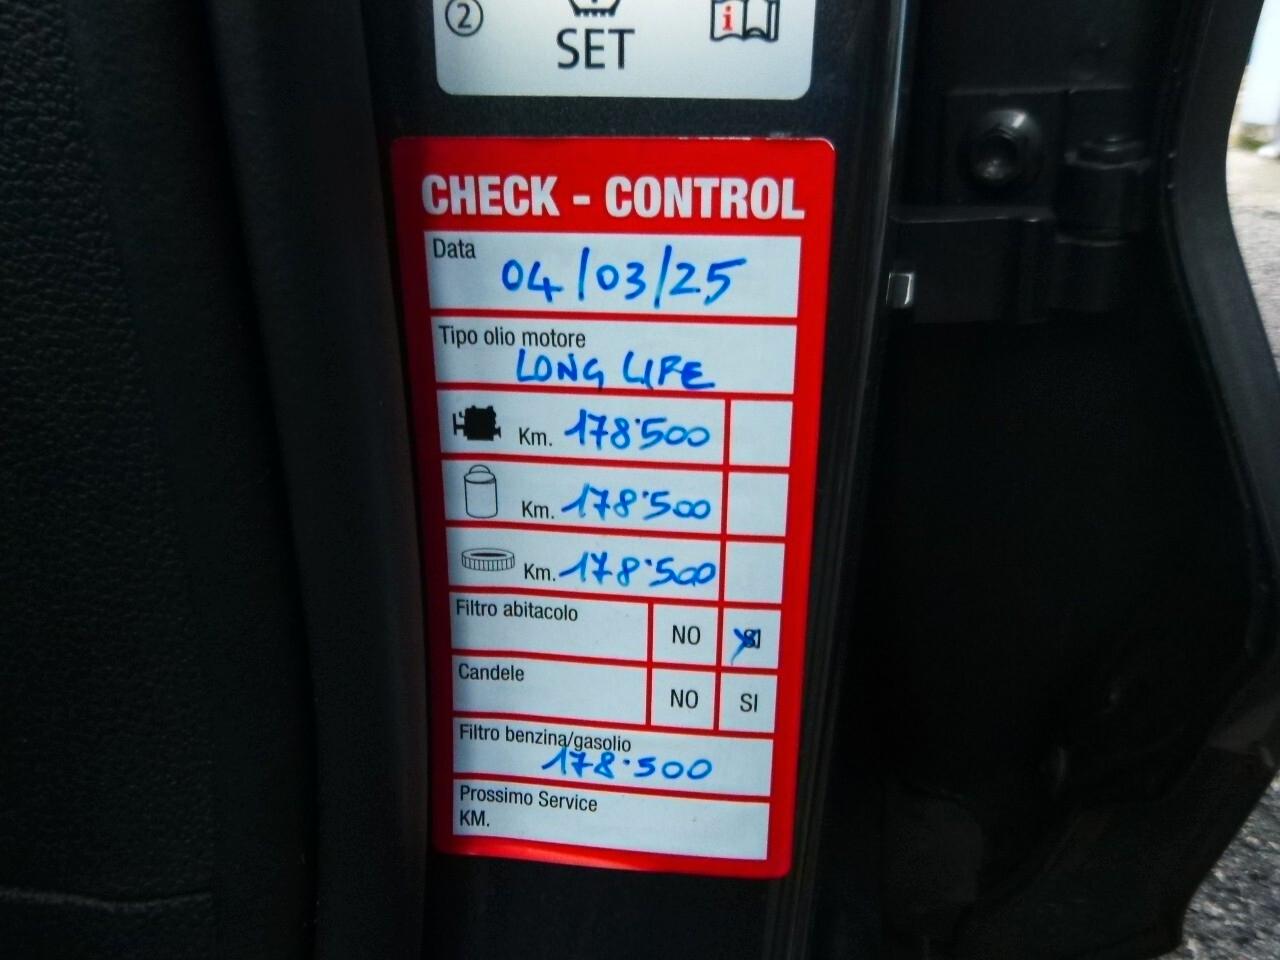 2
SET
i
CHECK - CONTROL
Data
04/03/25
Tipo olio motore
LONG LIFE
Km. 178'500
Km. 178'500
Km. 178'500
Filtro abitacolo NO SI
Candele NO SI
Filtro benzina/gasolio
178.500
Prossimo Service
KM.